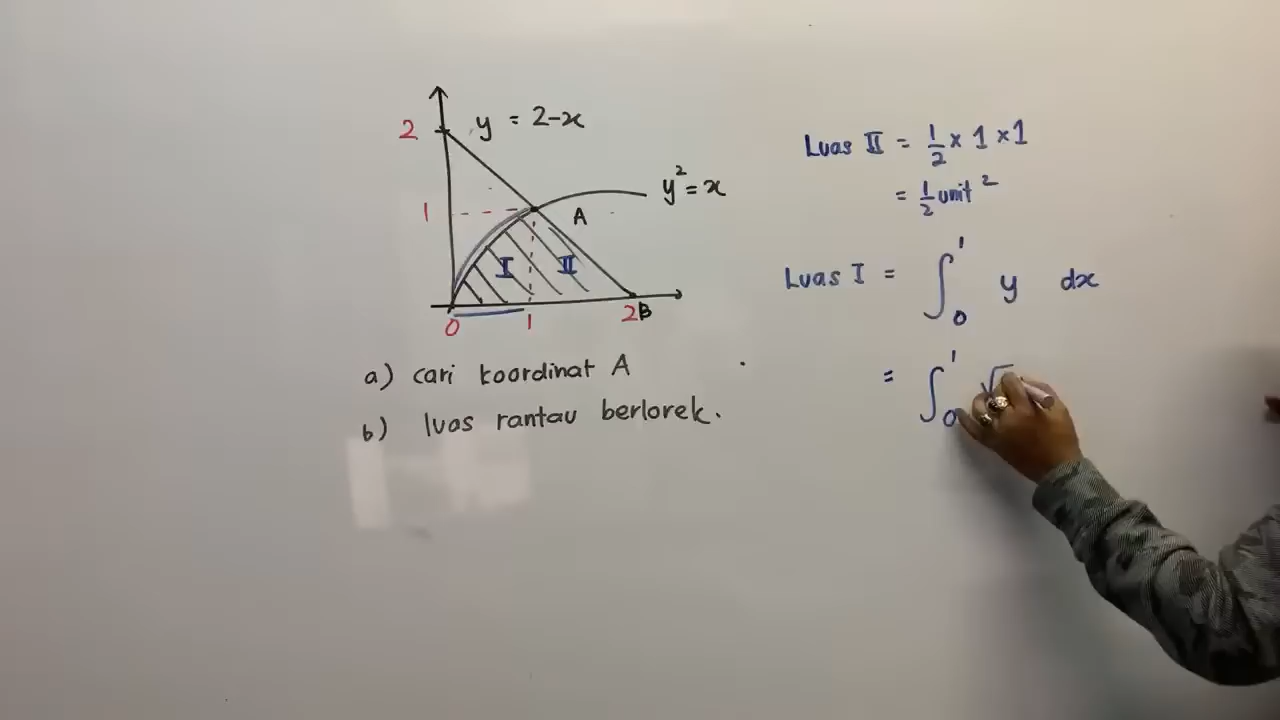 2
y = 2-x
y² = x
1
A
I
II
0
1
2B
a) cari koordinat A
b) luas rantau berlorek.
Luas II = 1/2 × 1 × 1
= 1/2 unit²
Luas I = ∫₀¹ y dx
= ∫₀¹ √